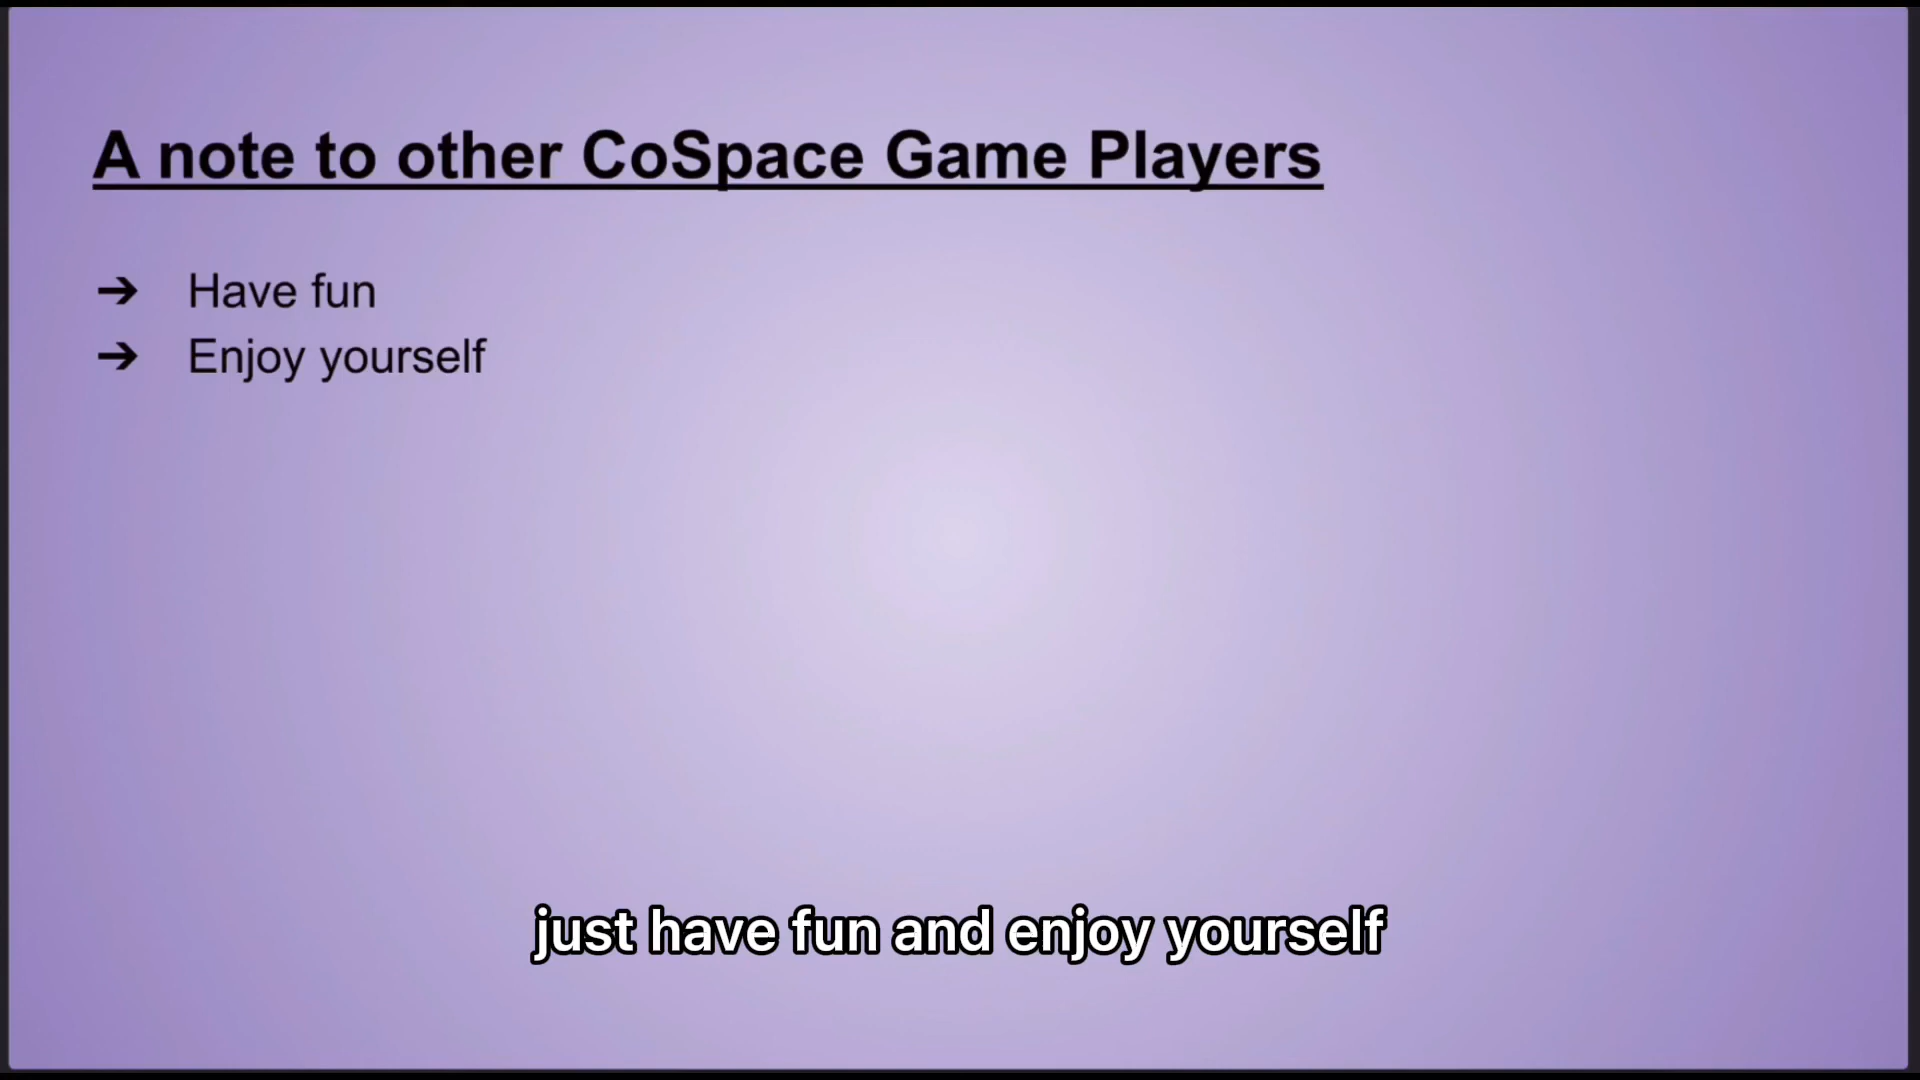 A note to other CoSpace Game Players
➔ Have fun
➔ Enjoy yourself
just have fun and enjoy yourself